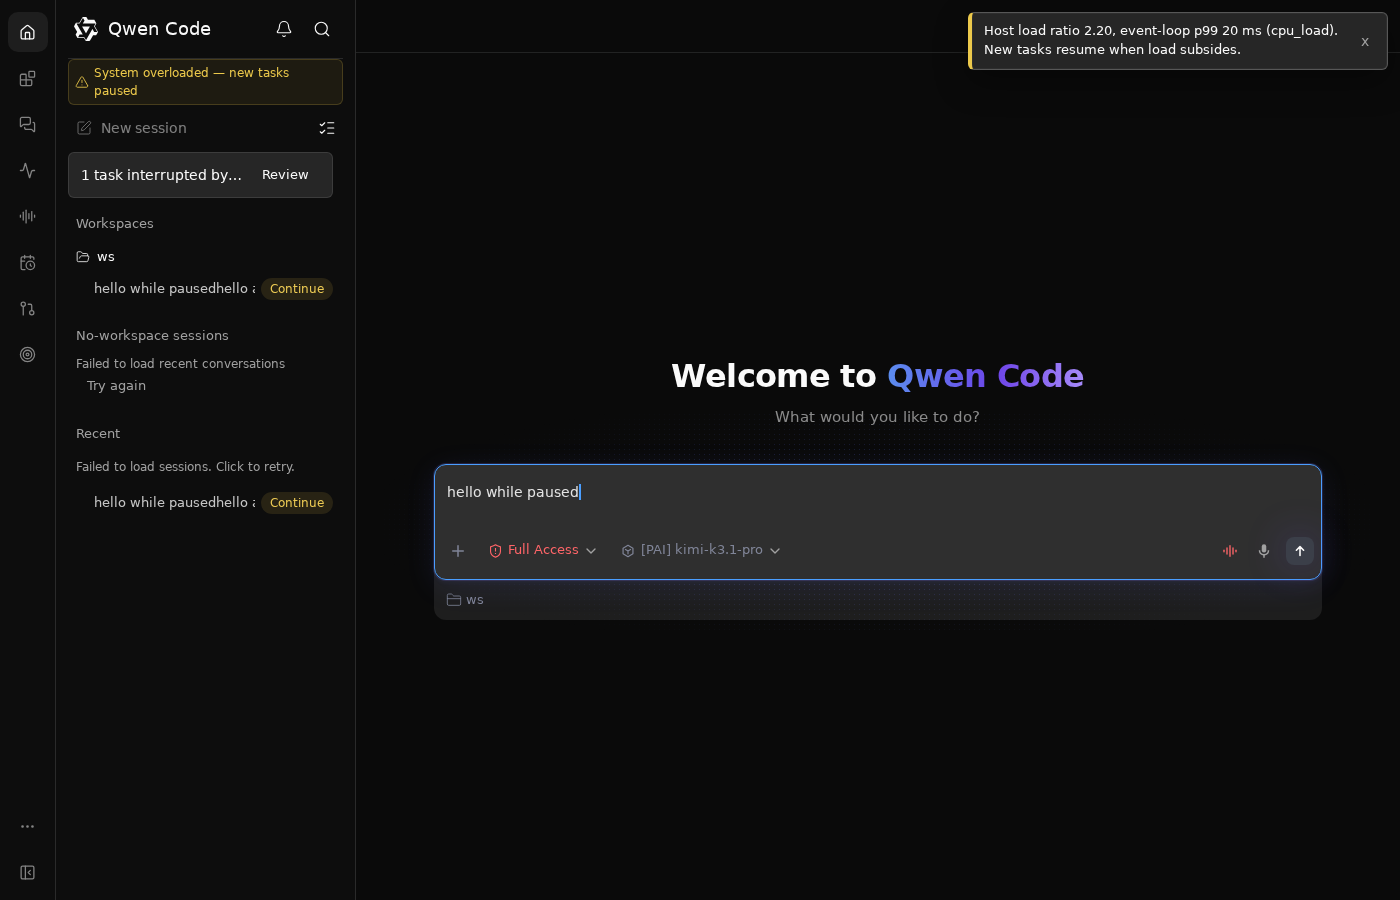 Qwen Code
Host load ratio 2.20, event-loop p99 20 ms (cpu_load).
New tasks resume when load subsides.
x
System overloaded — new tasks
paused
New session
1 task interrupted by...
Review
Workspaces
ws
hello while pausedhello
Continue
No-workspace sessions
Failed to load recent conversations
Try again
Recent
Failed to load sessions. Click to retry.
hello while pausedhello
Continue
Welcome to Qwen Code
What would you like to do?
hello while paused
Full Access
[PAI] kimi-k3.1-pro
ws